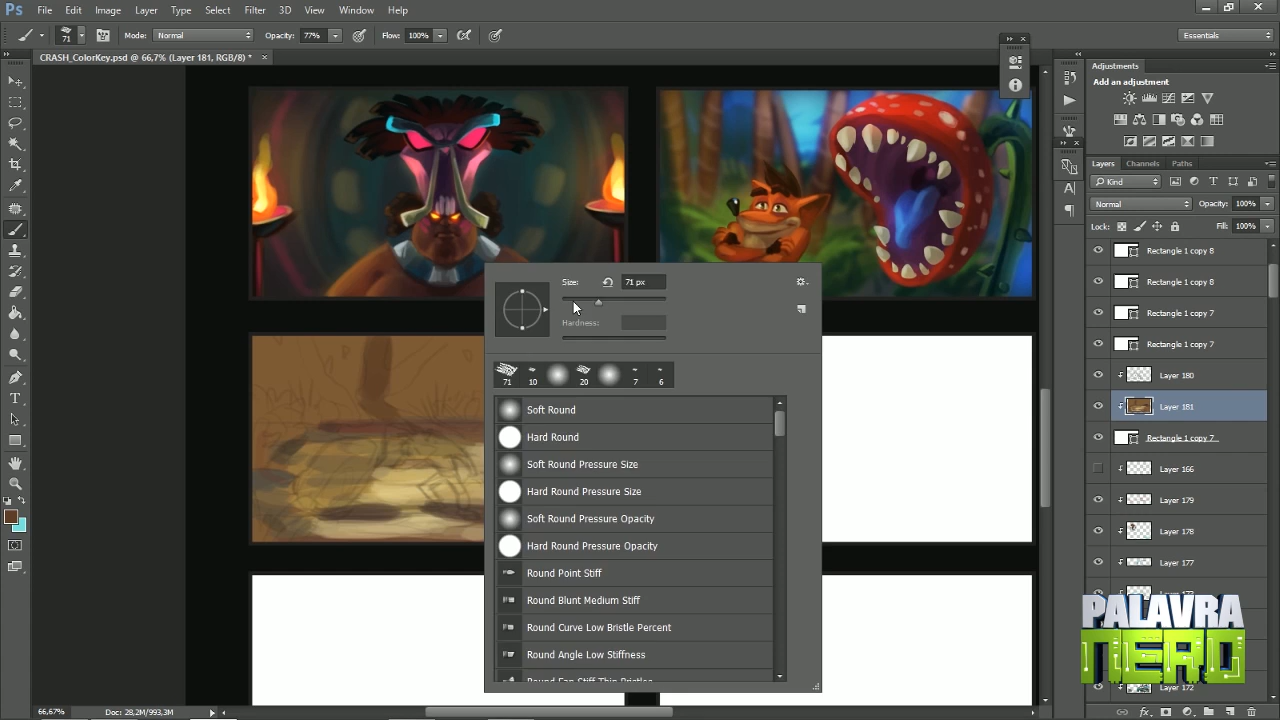 Ps File Edit Image Layer Type Select Filter 3D View Window Help
71 Mode: Normal Opacity: 77% Flow: 100% Essentials
CRASH_ColorKey.psd @ 66,7% (Layer 181, RGB/8) * ×
Adjustments
Add an adjustment
Layers Channels Paths
Kind
Normal Opacity: 100%
Lock: Fill: 100%
Rectangle 1 copy 8
Rectangle 1 copy 8
Rectangle 1 copy 7
Rectangle 1 copy 7
Layer 180
Layer 181
Rectangle 1 copy 7
Layer 166
Layer 179
Layer 178
Layer 177
Layer 172
Size: 71 px
Hardness:
71 10 20 7 6
Soft Round
Hard Round
Soft Round Pressure Size
Hard Round Pressure Size
Soft Round Pressure Opacity
Hard Round Pressure Opacity
Round Point Stiff
Round Blunt Medium Stiff
Round Curve Low Bristle Percent
Round Angle Low Stiffness
Round Fan Stiff Thin Bristles
PALAVRA
NERD
66,67% Doc: 28,2M/993,3M